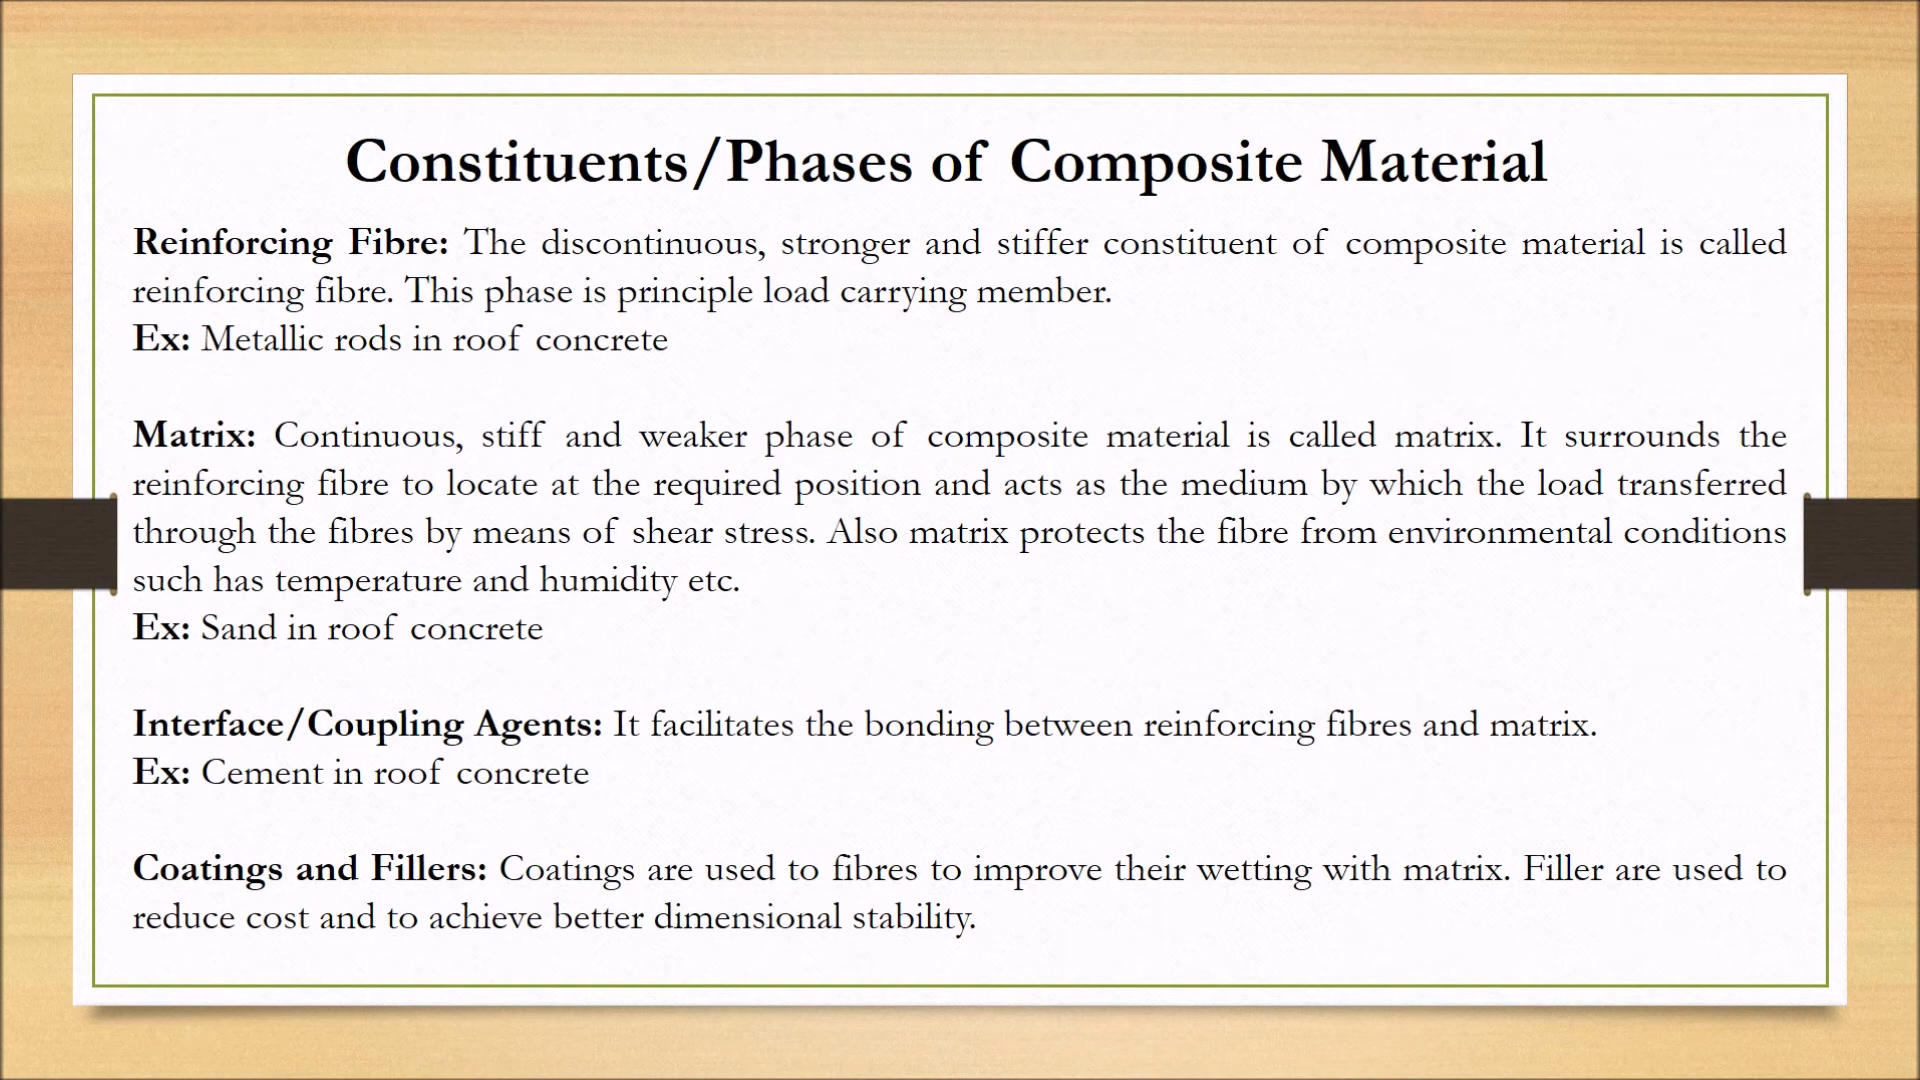 Constituents/Phases of Composite Material
Reinforcing Fibre: The discontinuous, stronger and stiffer constituent of composite material is called
reinforcing fibre. This phase is principle load carrying member.
Ex: Metallic rods in roof concrete
Matrix: Continuous, stiff and weaker phase of composite material is called matrix. It surrounds the
reinforcing fibre to locate at the required position and acts as the medium by which the load transferred
through the fibres by means of shear stress. Also matrix protects the fibre from environmental conditions
such has temperature and humidity etc.
Ex: Sand in roof concrete
Interface/Coupling Agents: It facilitates the bonding between reinforcing fibres and matrix.
Ex: Cement in roof concrete
Coatings and Fillers: Coatings are used to fibres to improve their wetting with matrix. Filler are used to
reduce cost and to achieve better dimensional stability.